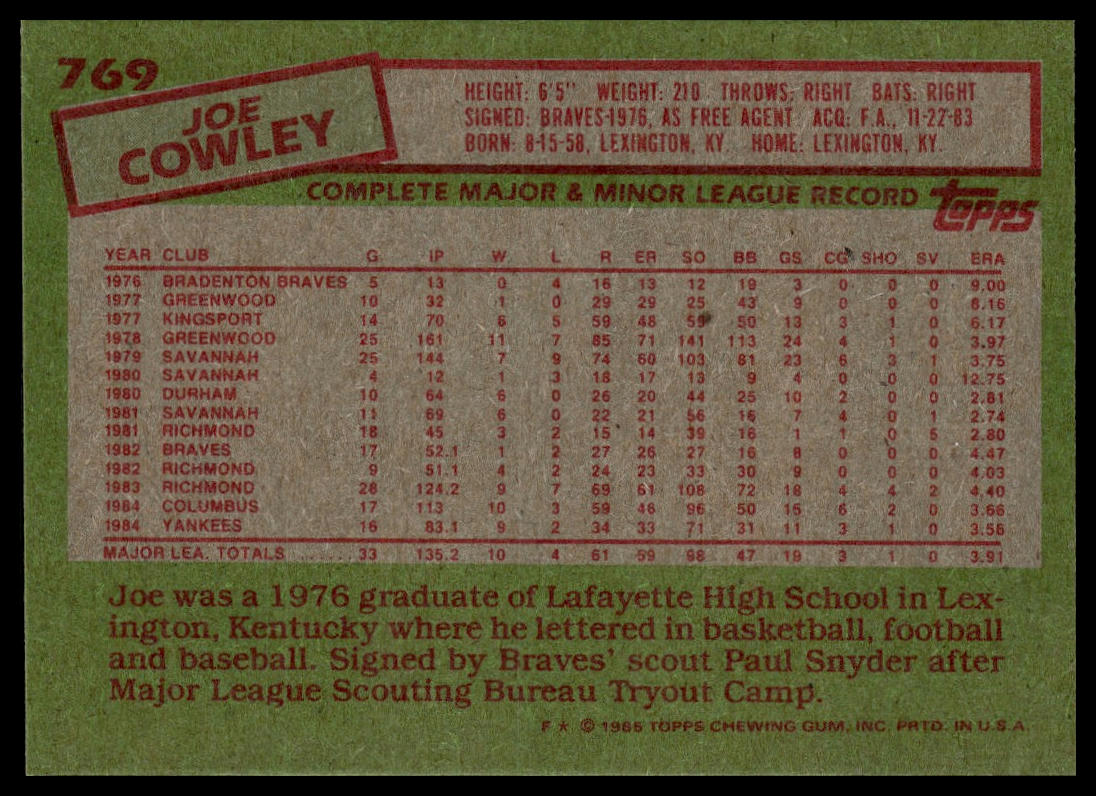 769
JOE
COWLEY
HEIGHT: 6'5" WEIGHT: 210 THROWS: RIGHT BATS: RIGHT
SIGNED: BRAVES-1976, AS FREE AGENT ACQ: F.A., 11-22-83
BORN: 8-15-58, LEXINGTON, KY. HOME: LEXINGTON, KY.
COMPLETE MAJOR & MINOR LEAGUE RECORD topps
YEAR CLUB G IP W L R ER SO BB GS CG SHO SV ERA
1976 BRADENTON BRAVES 5 13 0 4 16 13 12 19 3 0 0 0 9.00
1977 GREENWOOD 10 32 1 0 29 29 25 43 9 0 0 0 8.16
1977 KINGSPORT 14 70 6 5 59 48 59 50 13 3 1 0 6.17
1978 GREENWOOD 25 161 11 7 85 71 141 113 24 4 1 0 3.97
1979 SAVANNAH 25 144 7 9 74 60 103 81 23 6 3 1 3.75
1980 SAVANNAH 4 12 1 3 18 17 13 9 4 0 0 0 12.75
1980 DURHAM 10 64 6 0 26 20 44 25 10 2 0 0 2.81
1981 SAVANNAH 11 69 6 0 22 21 56 16 7 4 0 1 2.74
1981 RICHMOND 18 45 3 2 15 14 39 16 1 1 0 5 2.80
1982 BRAVES 17 52.1 1 2 27 26 27 16 8 0 0 0 4.47
1982 RICHMOND 9 51.1 4 2 24 23 33 30 9 0 0 0 4.03
1983 RICHMOND 28 124.2 9 7 69 61 108 72 18 4 4 2 4.40
1984 COLUMBUS 17 113 10 3 59 46 96 50 15 6 2 0 3.66
1984 YANKEES 16 83.1 9 2 34 33 71 31 11 3 1 0 3.56
MAJOR LEA. TOTALS ...... 33 135.2 10 4 61 59 98 47 19 3 1 0 3.91
Joe was a 1976 graduate of Lafayette High School in Lex-
ington, Kentucky where he lettered in basketball, football
and baseball. Signed by Braves' scout Paul Snyder after
Major League Scouting Bureau Tryout Camp.
F ★ © 1985 TOPPS CHEWING GUM, INC. PRTD. IN U.S.A.